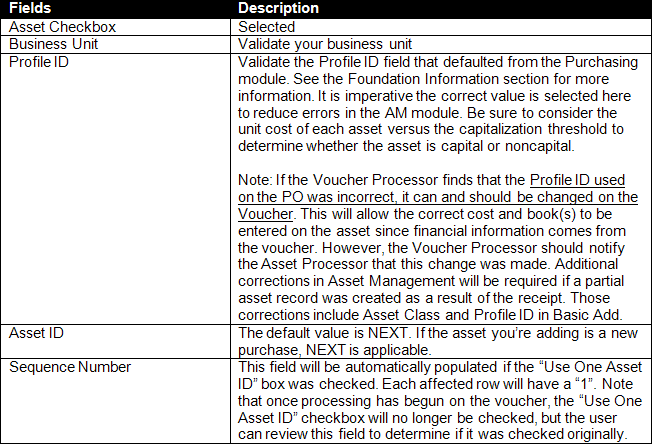 Fields Description
Asset Checkbox Selected
Business Unit Validate your business unit
Profile ID Validate the Profile ID field that defaulted from the Purchasing
module. See the Foundation Information section for more
information. It is imperative the correct value is selected here
to reduce errors in the AM module. Be sure to consider the
unit cost of each asset versus the capitalization threshold to
determine whether the asset is capital or noncapital.
Note: If the Voucher Processor finds that the Profile ID used
on the PO was incorrect, it can and should be changed on the
Voucher. This will allow the correct cost and book(s) to be
entered on the asset since financial information comes from
the voucher. However, the Voucher Processor should notify
the Asset Processor that this change was made. Additional
corrections in Asset Management will be required if a partial
asset record was created as a result of the receipt. Those
corrections include Asset Class and Profile ID in Basic Add.
Asset ID The default value is NEXT. If the asset you’re adding is a new
purchase, NEXT is applicable.
Sequence Number This field will be automatically populated if the “Use One Asset
ID” box was checked. Each affected row will have a “1”. Note
that once processing has begun on the voucher, the “Use One
Asset ID” checkbox will no longer be checked, but the user
can review this field to determine if it was checked originally.